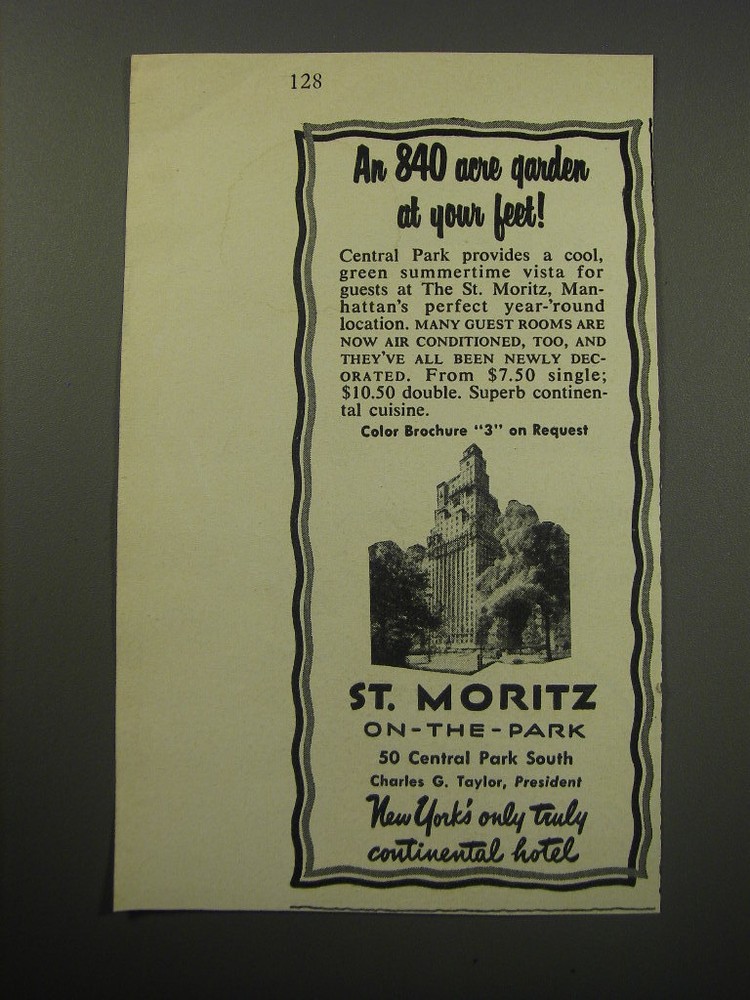 128
An 840 acre garden
at your feet!
Central Park provides a cool,
green summertime vista for
guests at The St. Moritz, Man-
hattan's perfect year-'round
location. MANY GUEST ROOMS ARE
NOW AIR CONDITIONED, TOO, AND
THEY'VE ALL BEEN NEWLY DEC-
ORATED. From $7.50 single;
$10.50 double. Superb continen-
tal cuisine.
Color Brochure "3" on Request
ST. MORITZ
ON-THE-PARK
50 Central Park South
Charles G. Taylor, President
New York's only truly
continental hotel